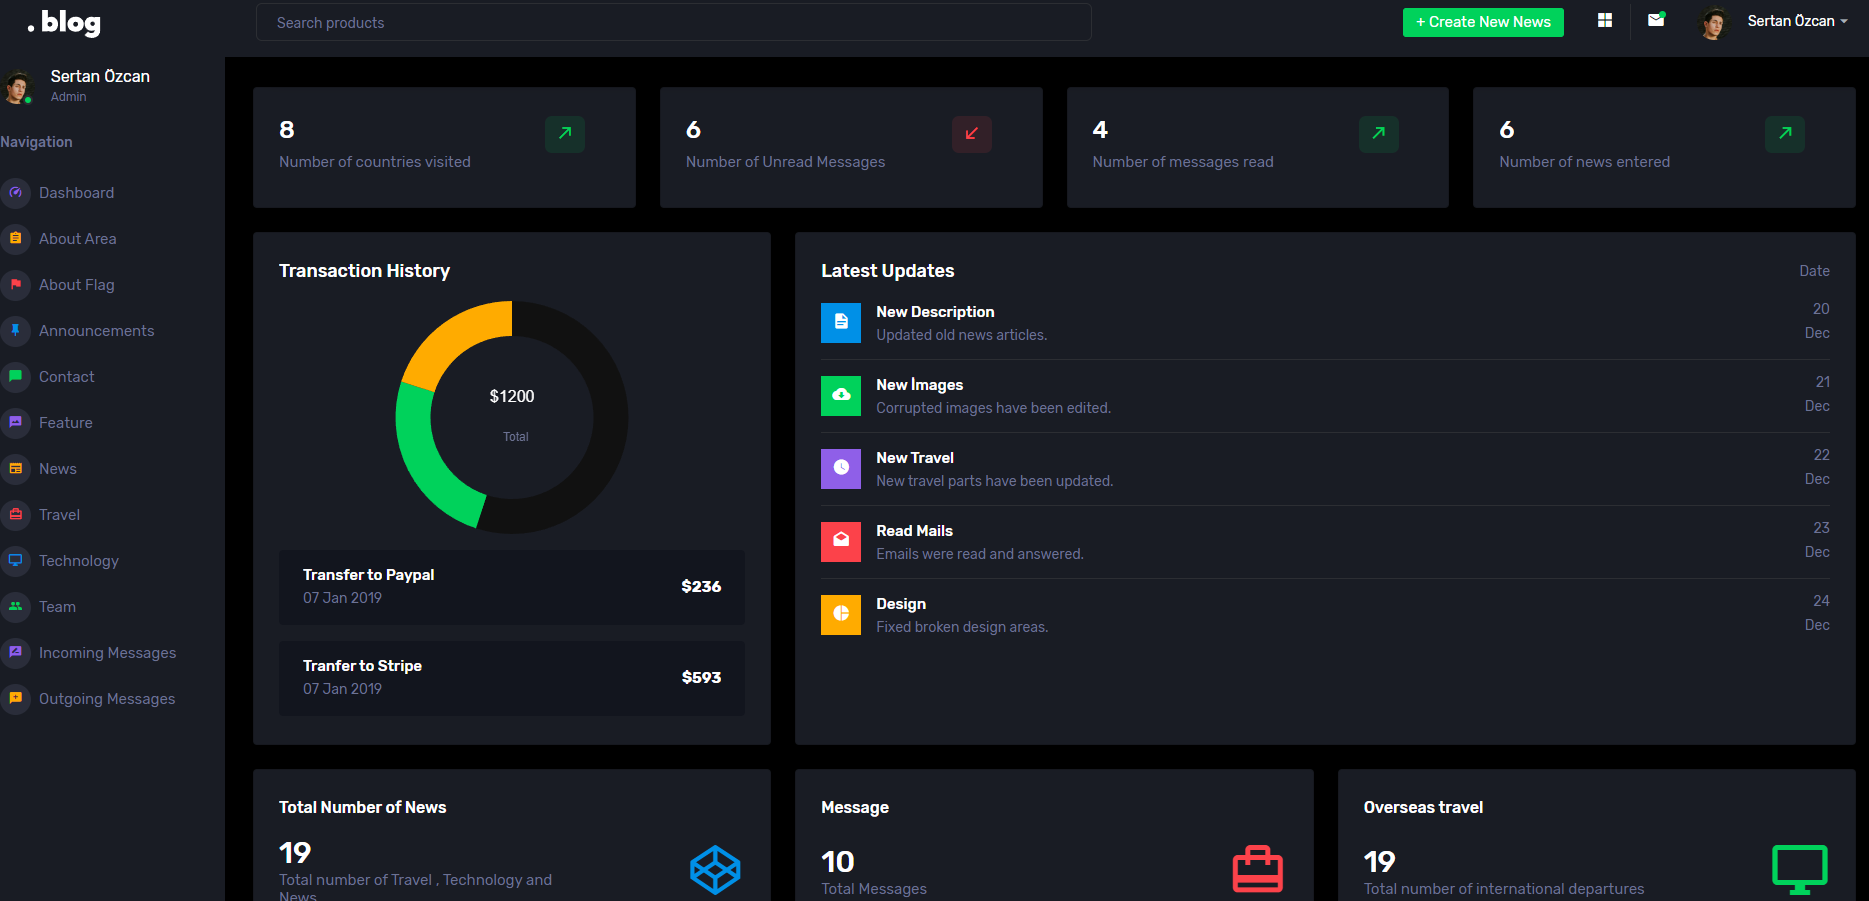 . blog
Search products
+ Create New News
Sertan Özcan
Sertan Özcan
Admin
Navigation
Dashboard
About Area
About Flag
Announcements
Contact
Feature
News
Travel
Technology
Team
Incoming Messages
Outgoing Messages
8
Number of countries visited
6
Number of Unread Messages
4
Number of messages read
6
Number of news entered
Transaction History
$1200
Total
Transfer to Paypal
07 Jan 2019
$236
Tranfer to Stripe
07 Jan 2019
$593
Latest Updates
Date
New Description
Updated old news articles.
20
Dec
New İmages
Corrupted images have been edited.
21
Dec
New Travel
New travel parts have been updated.
22
Dec
Read Mails
Emails were read and answered.
23
Dec
Design
Fixed broken design areas.
24
Dec
Total Number of News
19
Total number of Travel , Technology and
News
Message
10
Total Messages
Overseas travel
19
Total number of international departures